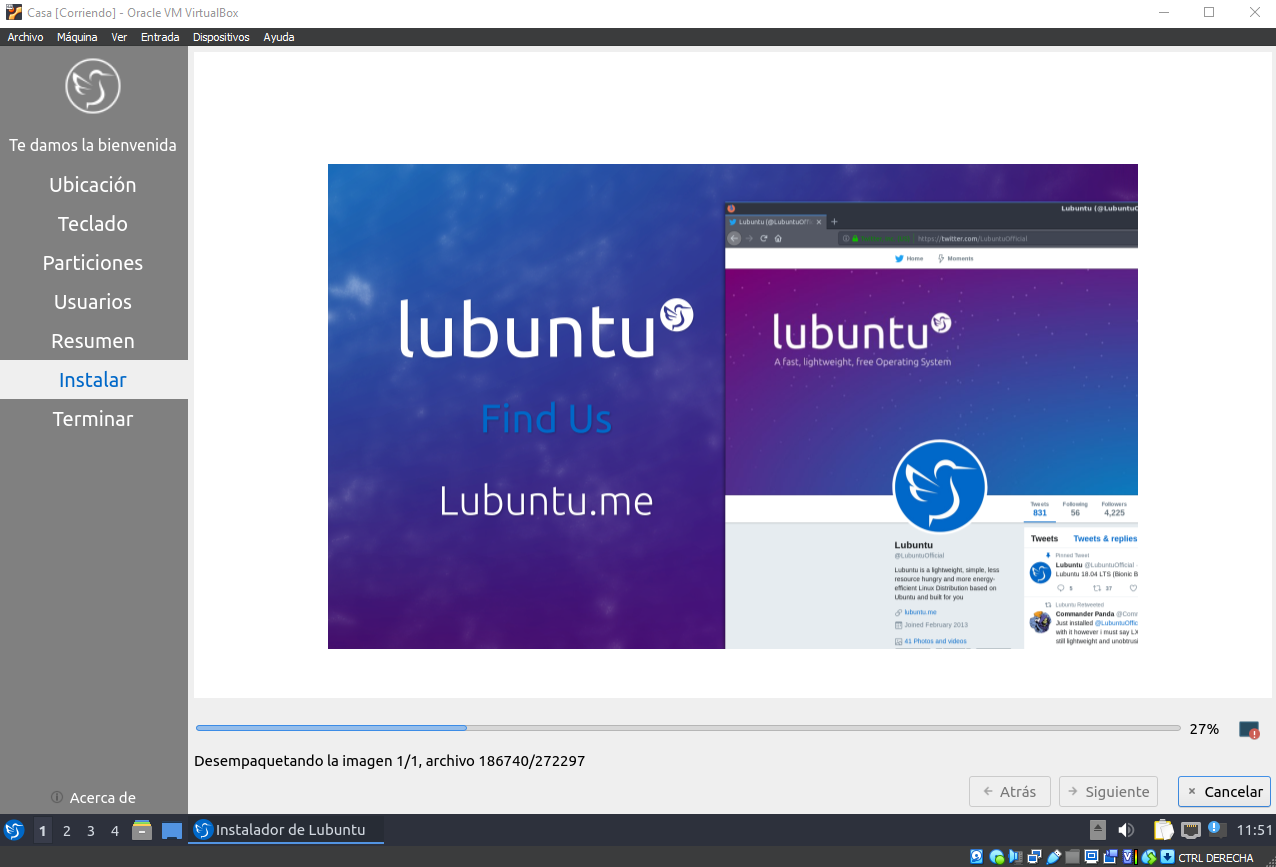 Casa [Corriendo] - Oracle VM VirtualBox
Archivo Máquina Ver Entrada Dispositivos Ayuda
Te damos la bienvenida
Ubicación
Teclado
Particiones
Usuarios
Resumen
Instalar
Terminar
Acerca de
lubuntu
Find Us
Lubuntu.me
Lubuntu (@LubuntuO
Lubuntu (@LubuntuOffi
https://twitter.com/LubuntuOfficial
Home Moments
lubuntu
A fast, lightweight, free Operating System
Tweets Following Followers
831 56 4,225
Lubuntu
@LubuntuOfficial
Lubuntu is a lightweight, simple, less
resource hungry and more energy-
efficient Linux Distribution based on
Ubuntu and built for you
lubuntu.me
Joined February 2013
41 Photos and videos
Tweets Tweets & replies
Pinned Tweet
Lubuntu @LubuntuOfficial ·
Lubuntu 18.04 LTS (Bionic B
5 37
Lubuntu Retweeted
Commander Panda @Com
Just installed @LubuntuOffic
with it however i must say LX
still lightweight and unobtrusi
27%
Desempaquetando la imagen 1/1, archivo 186740/272297
Atrás Siguiente Cancelar
1 2 3 4 Instalador de Lubuntu 11:51
CTRL DERECHA